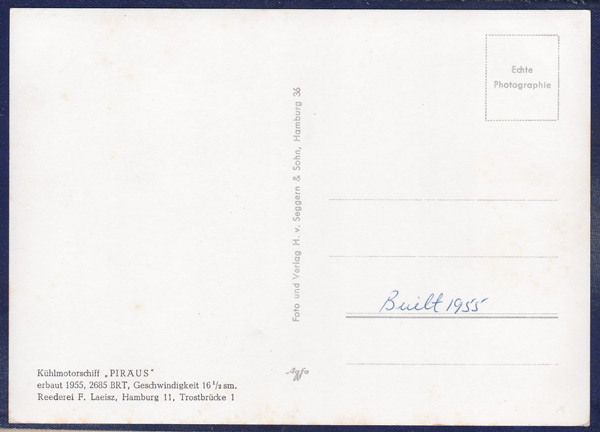 Echte
Photographie
Foto und Verlag H. v. Seggern & Sohn, Hamburg 36
Built 1955
Kühlmotorschiff „PIRÄUS"
erbaut 1955, 2685 BRT, Geschwindigkeit 16 1/2 sm.
Reederei F. Laeisz, Hamburg 11, Trostbrücke 1
Agfa